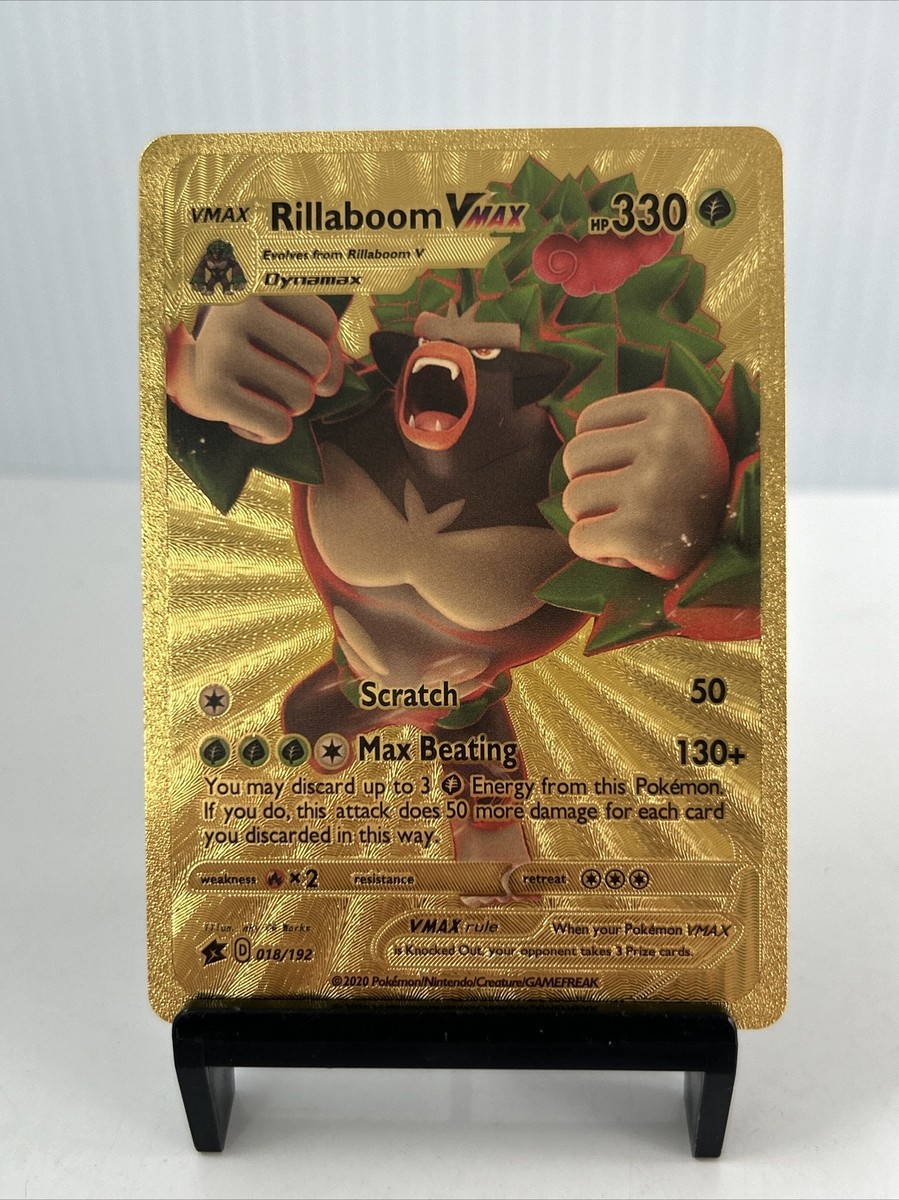 VMAX Rillaboom VMAX HP 330
Evolves from Rillaboom V
Dynamax
Scratch 50
Max Beating 130+
You may discard up to 3 Energy from this Pokémon.
If you do, this attack does 50 more damage for each card
you discarded in this way.
weakness ×2 resistance retreat
Illus. Works
VMAX rule When your Pokémon VMAX
is Knocked Out, your opponent takes 3 Prize cards.
D 018/192
©2020 Pokémon/Nintendo/Creature/GAMEFREAK